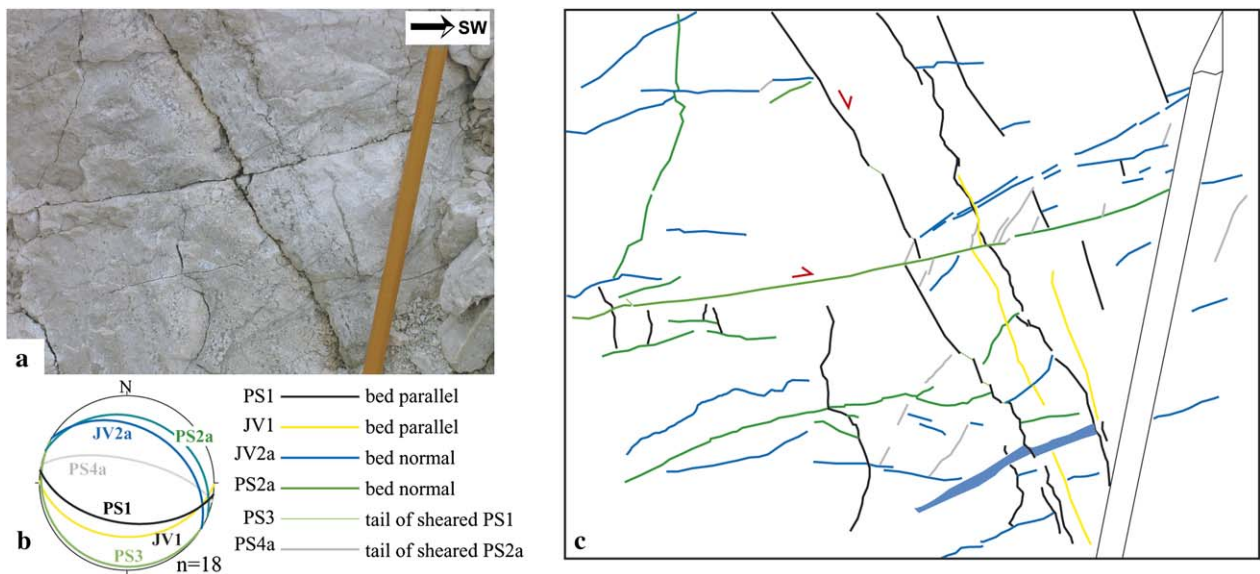 SW
a
N
JV2a
PS2a
PS4a
PS1
JV1
PS3
n=18
b
PS1 bed parallel
JV1 bed parallel
JV2a bed normal
PS2a bed normal
PS3 tail of sheared PS1
PS4a tail of sheared PS2a
c